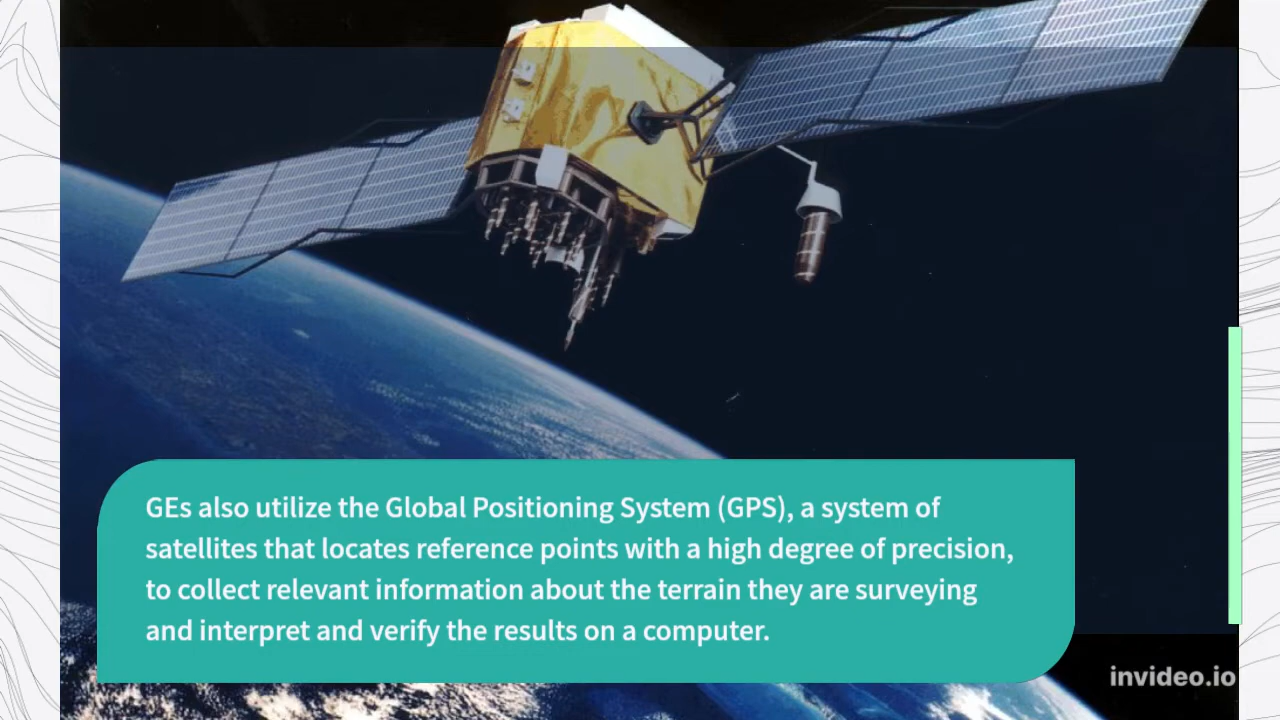 GEs also utilize the Global Positioning System (GPS), a system of
satellites that locates reference points with a high degree of precision,
to collect relevant information about the terrain they are surveying
and interpret and verify the results on a computer.
invideo.io